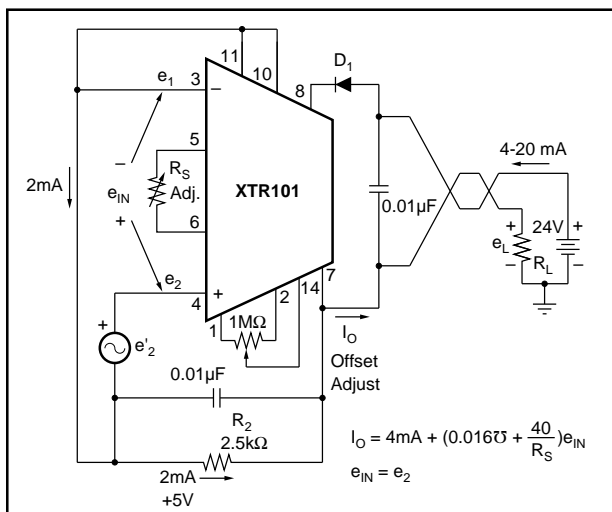 11
10
D1
8
e1
3
−
4-20 mA
−
5
RS
Adj.
XTR101
2mA
eIN
0.01µF
+
6
+
24V
+
eL
RL
−
−
e2
7
4
+
2
14
1
1MΩ
IO
+
e'2
Offset
Adjust
0.01µF
R2
2.5kΩ
2mA
+5V
IO = 4mA + (0.016℧ + 40/RS)eIN
eIN = e2